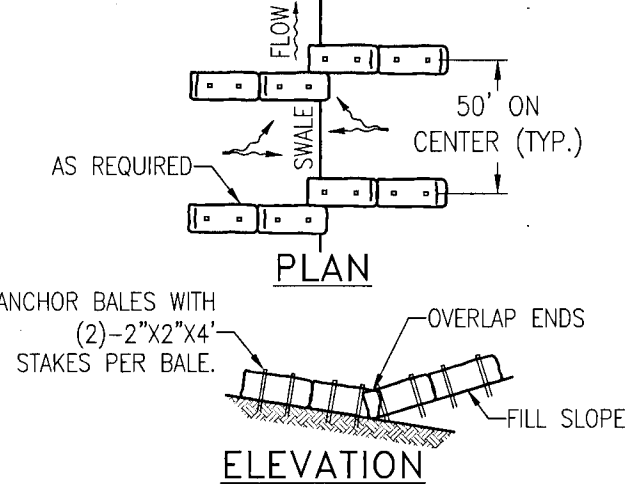 FLOW
50' ON
CENTER (TYP.)
SWALE
AS REQUIRED
PLAN
ANCHOR BALES WITH
(2)-2"X2"X4'
STAKES PER BALE.
OVERLAP ENDS
FILL SLOPE
ELEVATION